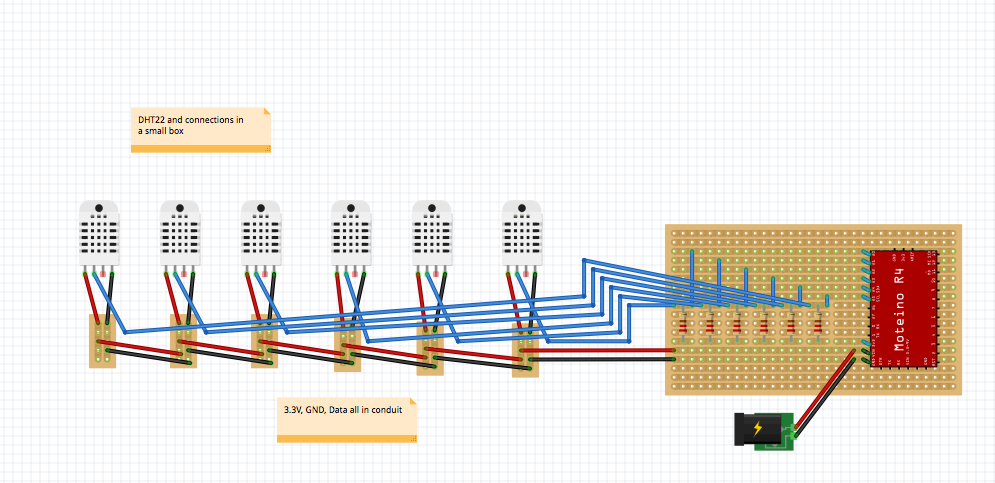 DHT22 and connections in
a small box
Moteino R4
3.3V, GND, Data all in conduit